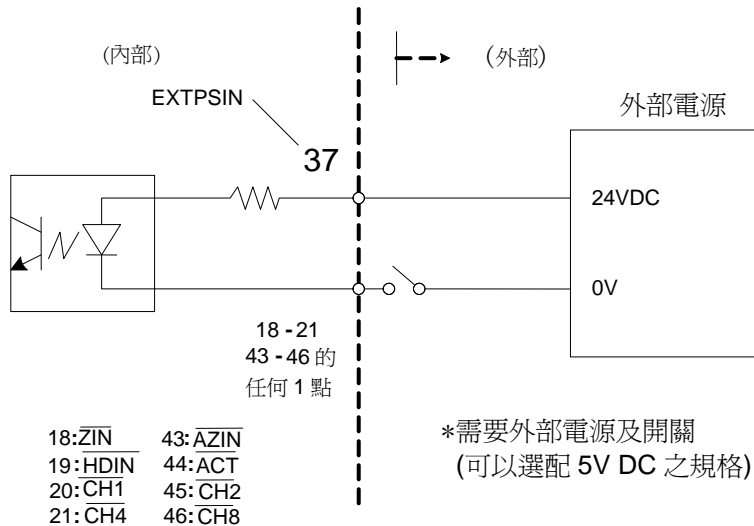 (內部)
(外部)
EXTPSIN
外部電源
37
24VDC
0V
18 - 21
43 - 46 的
任何 1 點
18:ZIN 43:AZIN
19:HDIN 44:ACT
20:CH1 45:CH2
21:CH4 46:CH8
*需要外部電源及開關
(可以選配 5V DC 之規格)